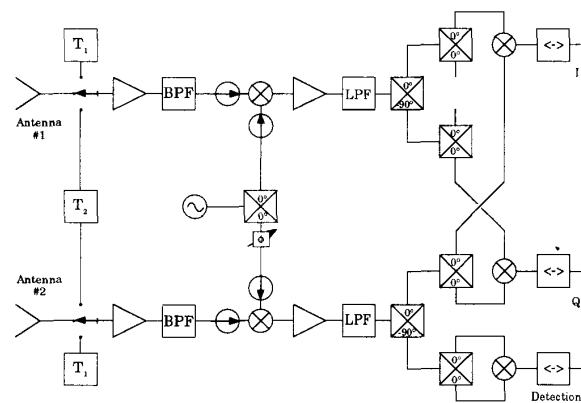 T1
0°
0°
<->
I
BPF
LPF
0°
-90°
Antenna
#1
0°
0°
T2
0°
0°
Φ
Antenna
#2
0°
0°
<->
Q
BPF
LPF
0°
-90°
T1
0°
0°
<->
Detection